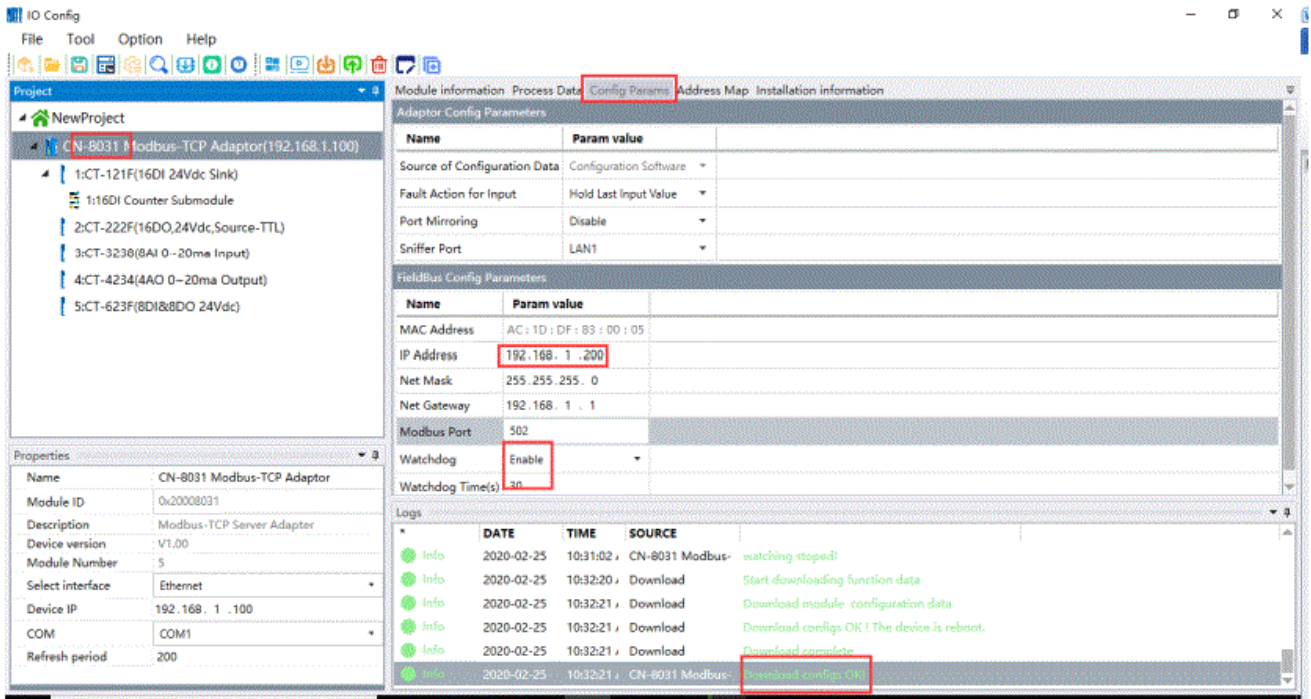 IO Config
File Tool Option Help
Project
NewProject
CN-8031 Modbus-TCP Adaptor(192.168.1.100)
1:CT-121F(16DI 24Vdc Sink)
1:16DI Counter Submodule
2:CT-222F(16DO,24Vdc,Source-TTL)
3:CT-3238(8AI 0~20ma Input)
4:CT-4234(4AO 0~20ma Output)
5:CT-623F(8DI&8DO 24Vdc)
Properties
Name CN-8031 Modbus-TCP Adaptor
Module ID 0x20008031
Description Modbus-TCP Server Adapter
Device version V1.00
Module Number 5
Select interface Ethernet
Device IP 192.168. 1 .100
COM COM1
Refresh period 200
Module information Process Data Config Params Address Map Installation information
Adaptor Config Parameters
Name Param value
Source of Configuration Data Configuration Software
Fault Action for Input Hold Last Input Value
Port Mirroring Disable
Sniffer Port LAN1
FieldBus Config Parameters
Name Param value
MAC Address AC : 1D : DF : 83 : 00 : 05
IP Address 192.168. 1 .200
Net Mask 255.255.255. 0
Net Gateway 192.168. 1 . 1
Modbus Port 502
Watchdog Enable
Watchdog Time(s) 30
Logs
* DATE TIME SOURCE
Info 2020-02-25 10:31:02 CN-8031 Modbus- watching stoped!
Info 2020-02-25 10:32:20 Download Start downloading function data
Info 2020-02-25 10:32:21 Download Download module configuration data
Info 2020-02-25 10:32:21 Download Download configs OK ! The device is reboot.
Info 2020-02-25 10:32:21 Download Download complete
Info 2020-02-25 10:32:21 CN-8031 Modbus- Download configs OK!